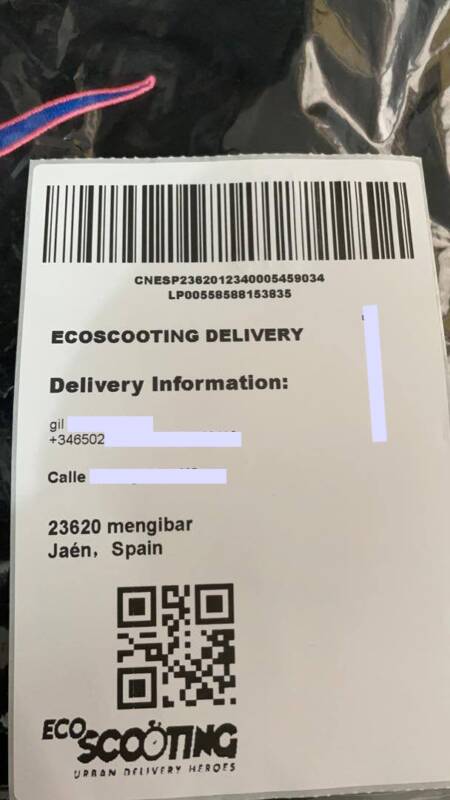 CNESP2362012340005459034
LP00558588153835
ECOSCOOTING DELIVERY
Delivery Information:
gil
+346502
Calle
23620 mengibar
Jaén, Spain
ECO
SCOOTING
URBAN DELIVERY HEROES